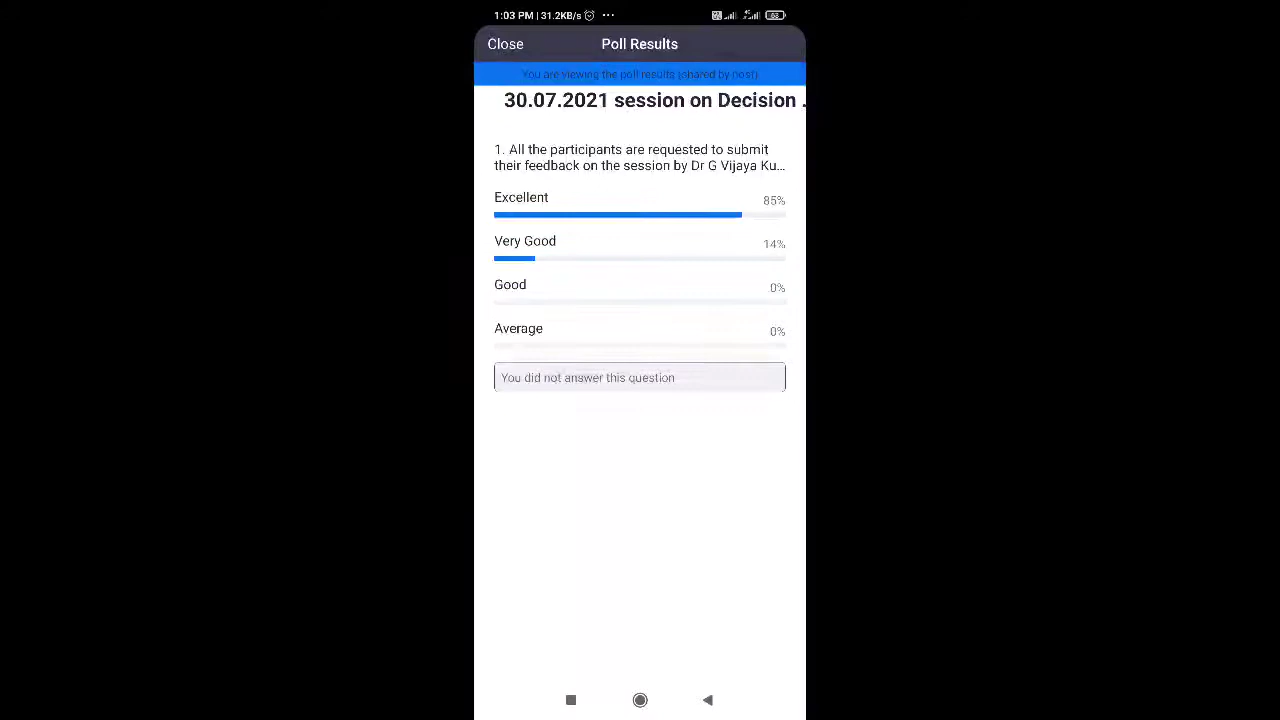 1:03 PM | 31.2KB/s ...
63
Close Poll Results
You are viewing the poll results (shared by host)
30.07.2021 session on Decision .
1. All the participants are requested to submit
their feedback on the session by Dr G Vijaya Ku...
Excellent 85%
Very Good 14%
Good 0%
Average 0%
You did not answer this question